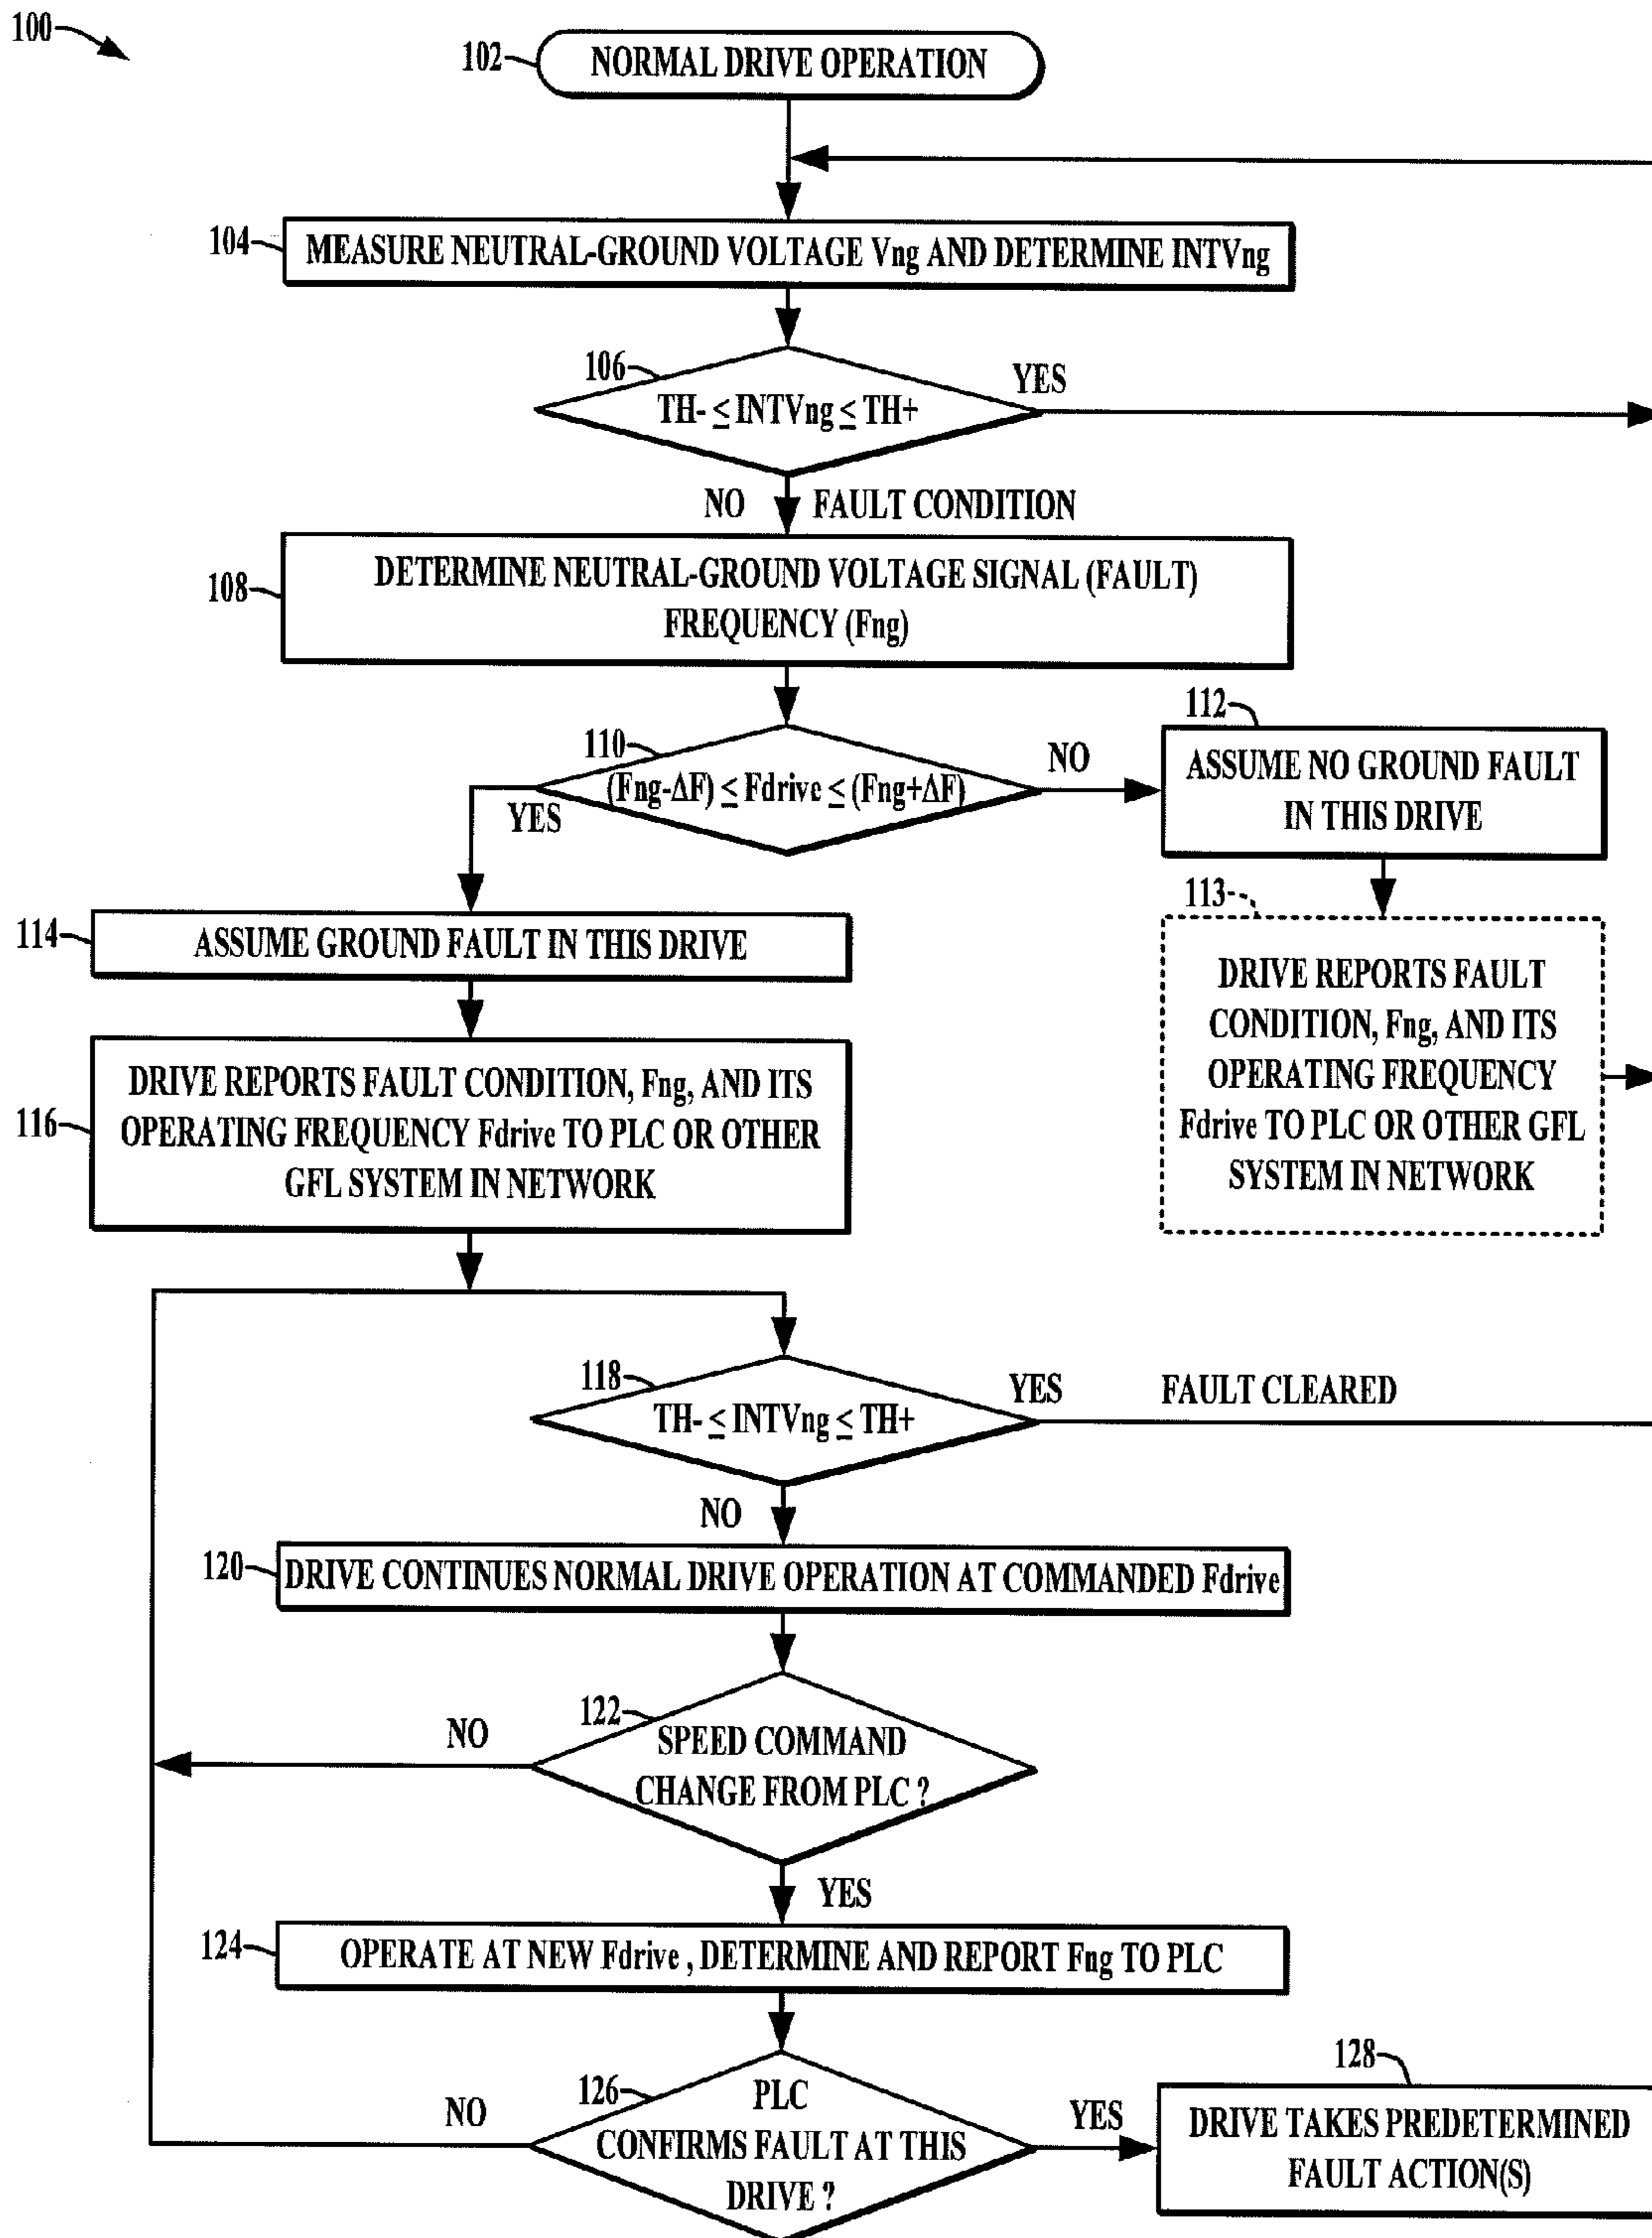 100
102
NORMAL DRIVE OPERATION
104
MEASURE NEUTRAL-GROUND VOLTAGE Vng AND DETERMINE INTVng
106
TH- ≤ INTVng ≤ TH+
YES
NO
FAULT CONDITION
108
DETERMINE NEUTRAL-GROUND VOLTAGE SIGNAL (FAULT)
FREQUENCY (Fng)
110
(Fng-ΔF) ≤ Fdrive ≤ (Fng+ΔF)
NO
YES
112
ASSUME NO GROUND FAULT
IN THIS DRIVE
113
DRIVE REPORTS FAULT
CONDITION, Fng, AND ITS
OPERATING FREQUENCY
Fdrive TO PLC OR OTHER GFL
SYSTEM IN NETWORK
114
ASSUME GROUND FAULT IN THIS DRIVE
116
DRIVE REPORTS FAULT CONDITION, Fng, AND ITS
OPERATING FREQUENCY Fdrive TO PLC OR OTHER
GFL SYSTEM IN NETWORK
118
TH- ≤ INTVng ≤ TH+
YES
FAULT CLEARED
NO
120
DRIVE CONTINUES NORMAL DRIVE OPERATION AT COMMANDED Fdrive
122
SPEED COMMAND
CHANGE FROM PLC ?
NO
YES
124
OPERATE AT NEW Fdrive , DETERMINE AND REPORT Fng TO PLC
126
PLC
CONFIRMS FAULT AT THIS
DRIVE ?
NO
YES
128
DRIVE TAKES PREDETERMINED
FAULT ACTION(S)